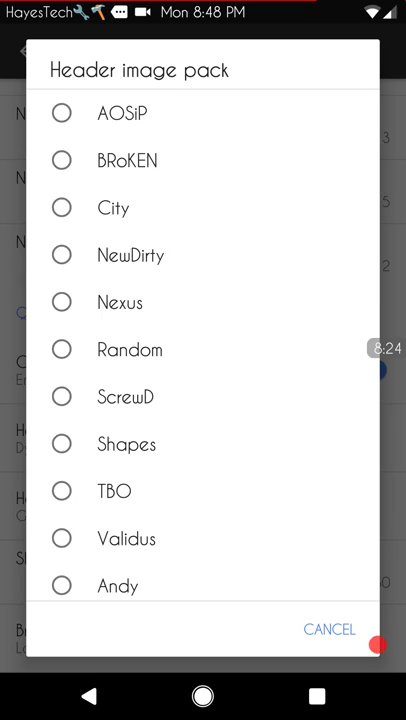 HayesTech🔧🔨 Mon 8:48 PM
Header image pack
AOSiP
BRoKEN
City
NewDirty
Nexus
Random
8:24
ScrewD
Shapes
TBO
Validus
Andy
CANCEL